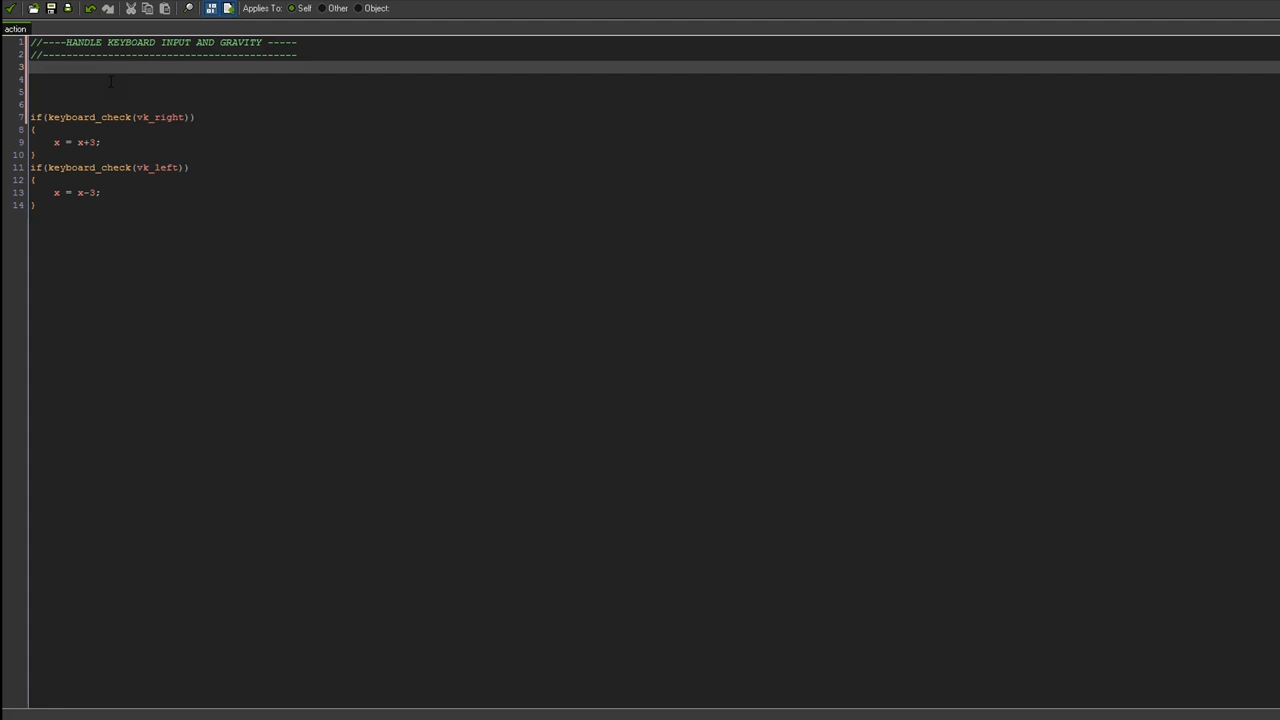 Applies To: Self Other Object:
action
1 //----HANDLE KEYBOARD INPUT AND GRAVITY -----
2 //-------------------------------------------
3
4
5
6
7 if(keyboard_check(vk_right))
8 {
9 x = x+3;
10 }
11 if(keyboard_check(vk_left))
12 {
13 x = x-3;
14 }